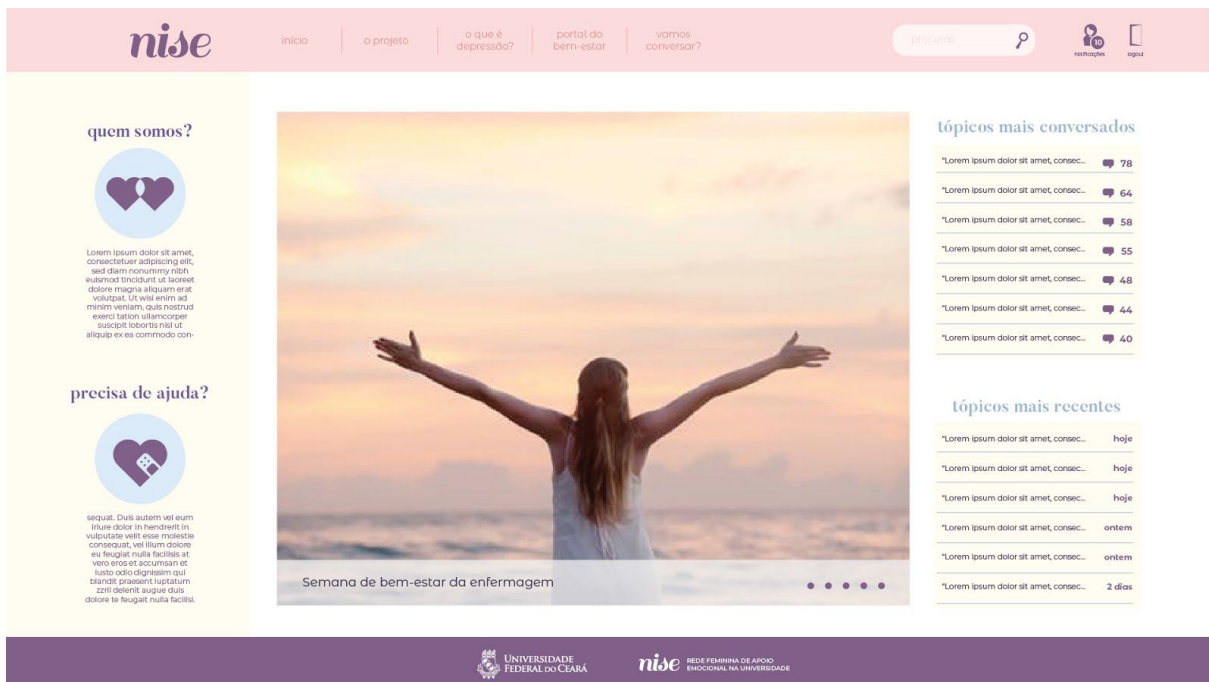 nise
início
o projeto
o que é
depressão?
portal do
bem-estar
vamos
conversar?
procurar
10
notificações
logout
quem somos?
Lorem ipsum dolor sit amet,
consectetuer adipiscing elit,
sed diam nonummy nibh
euismod tincidunt ut laoreet
dolore magna aliquam erat
volutpat. Ut wisi enim ad
minim veniam, quis nostrud
exerci tation ullamcorper
suscipit lobortis nisl ut
aliquip ex ea commodo con-
precisa de ajuda?
sequat. Duis autem vel eum
iriure dolor in hendrerit in
vulputate velit esse molestie
consequat, vel illum dolore
eu feugiat nulla facilisis at
vero eros et accumsan et
iusto odio dignissim qui
blandit praesent luptatum
zzril delenit augue duis
dolore te feugait nulla facilisi.
Semana de bem-estar da enfermagem
tópicos mais conversados
"Lorem ipsum dolor sit amet, consec... 78
"Lorem ipsum dolor sit amet, consec... 64
"Lorem ipsum dolor sit amet, consec... 58
"Lorem ipsum dolor sit amet, consec... 55
"Lorem ipsum dolor sit amet, consec... 48
"Lorem ipsum dolor sit amet, consec... 44
"Lorem ipsum dolor sit amet, consec... 40
tópicos mais recentes
"Lorem ipsum dolor sit amet, consec... hoje
"Lorem ipsum dolor sit amet, consec... hoje
"Lorem ipsum dolor sit amet, consec... hoje
"Lorem ipsum dolor sit amet, consec... ontem
"Lorem ipsum dolor sit amet, consec... ontem
"Lorem ipsum dolor sit amet, consec... 2 dias
UNIVERSIDADE
FEDERAL DO CEARÁ
nise
REDE FEMININA DE APOIO
EMOCIONAL NA UNIVERSIDADE